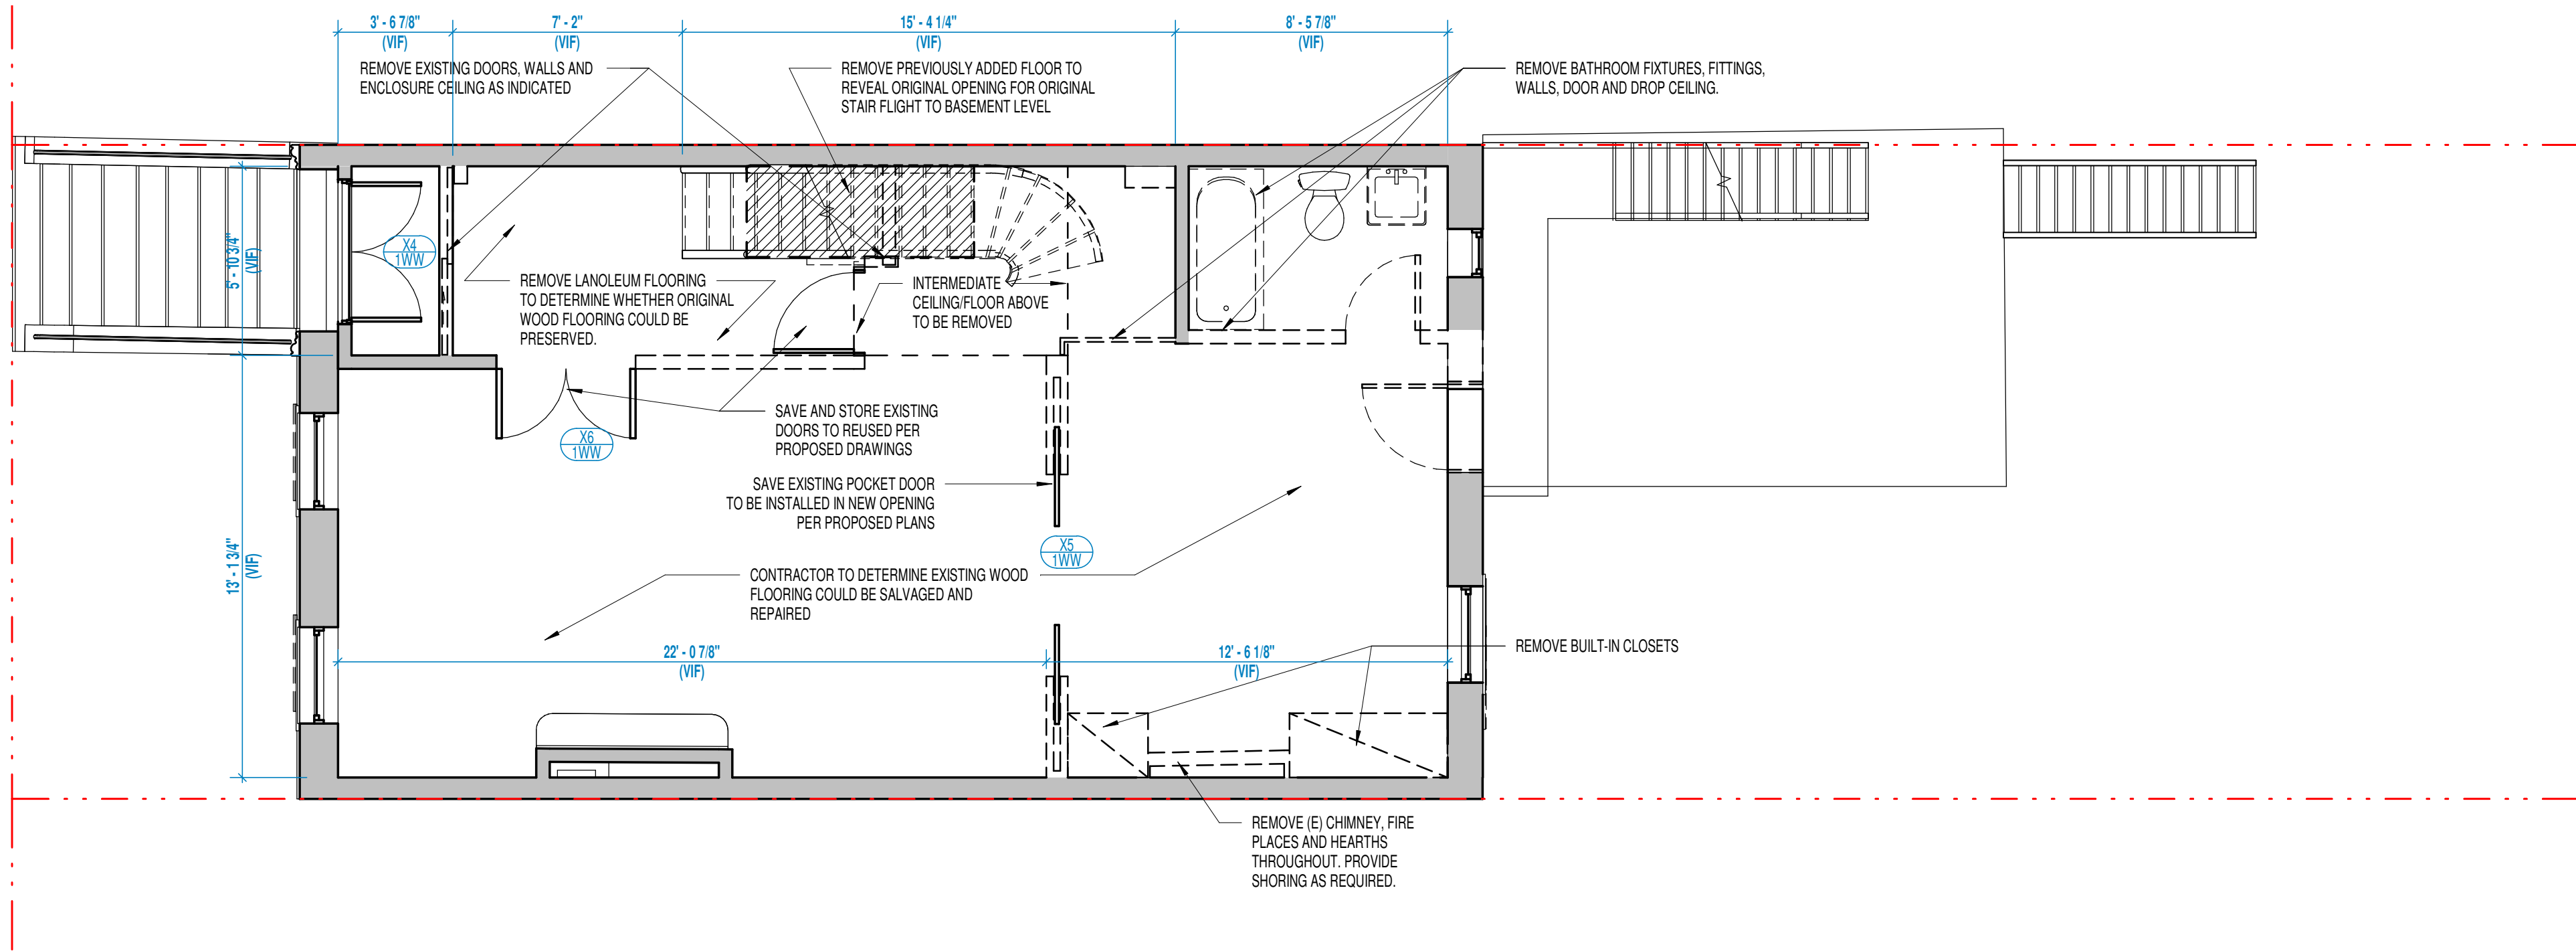 3' - 6 7/8"
(VIF)
7' - 2"
(VIF)
15' - 4 1/4"
(VIF)
8' - 5 7/8"
(VIF)
REMOVE EXISTING DOORS, WALLS AND
ENCLOSURE CEILING AS INDICATED
REMOVE PREVIOUSLY ADDED FLOOR TO
REVEAL ORIGINAL OPENING FOR ORIGINAL
STAIR FLIGHT TO BASEMENT LEVEL
REMOVE BATHROOM FIXTURES, FITTINGS,
WALLS, DOOR AND DROP CEILING.
5' - 10 3/4"
(VIF)
X4
1WW
REMOVE LANOLEUM FLOORING
TO DETERMINE WHETHER ORIGINAL
WOOD FLOORING COULD BE
PRESERVED.
INTERMEDIATE
CEILING/FLOOR ABOVE
TO BE REMOVED
SAVE AND STORE EXISTING
DOORS TO REUSED PER
PROPOSED DRAWINGS
X6
1WW
SAVE EXISTING POCKET DOOR
TO BE INSTALLED IN NEW OPENING
PER PROPOSED PLANS
X5
1WW
13' - 1 3/4"
(VIF)
CONTRACTOR TO DETERMINE EXISTING WOOD
FLOORING COULD BE SALVAGED AND
REPAIRED
22' - 0 7/8"
(VIF)
12' - 6 1/8"
(VIF)
REMOVE BUILT-IN CLOSETS
REMOVE (E) CHIMNEY, FIRE
PLACES AND HEARTHS
THROUGHOUT. PROVIDE
SHORING AS REQUIRED.